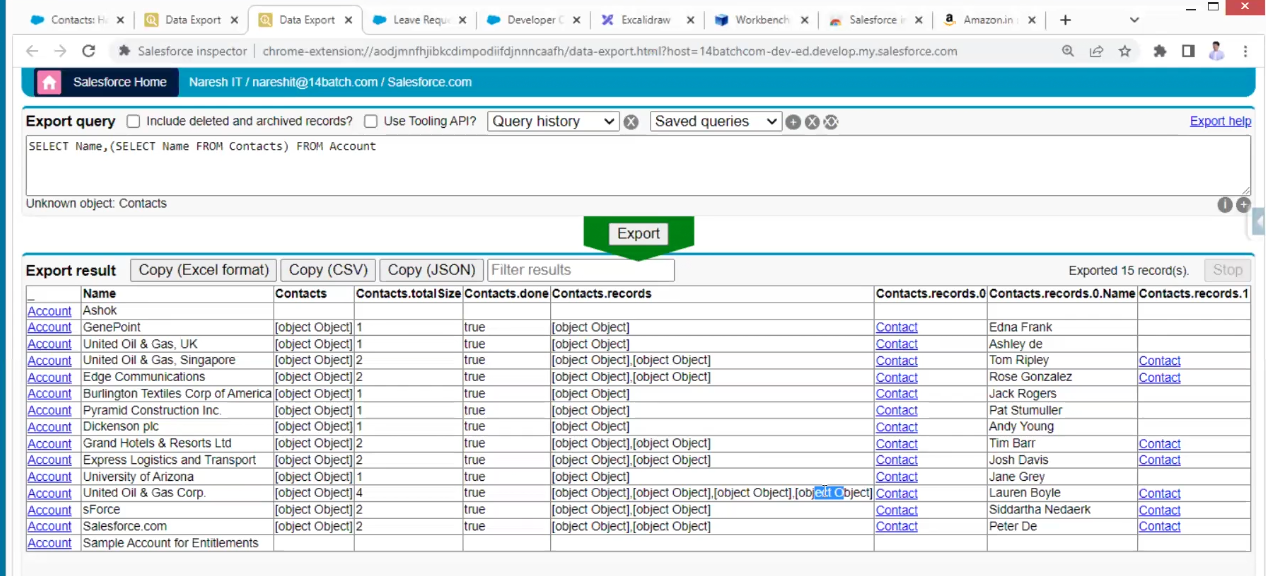 Contacts: H
Data Export
Data Export
Leave Requ
Developer C
Excalidraw
Workbench
Salesforce i
Amazon.in
Salesforce inspector | chrome-extension://aodjmnfhjibkcdimpodiifdjnnncaafh/data-export.html?host=14batchcom-dev-ed.develop.my.salesforce.com
Salesforce Home Naresh IT / nareshit@14batch.com / Salesforce.com
Export query Include deleted and archived records? Use Tooling API? Query history Saved queries Export help
SELECT Name,(SELECT Name FROM Contacts) FROM Account
Unknown object: Contacts
Export
Export result Copy (Excel format) Copy (CSV) Copy (JSON) Filter results Exported 15 record(s). Stop
_ Name Contacts Contacts.totalSize Contacts.done Contacts.records Contacts.records.0 Contacts.records.0.Name Contacts.records.1
Account Ashok
Account GenePoint [object Object] 1 true [object Object] Contact Edna Frank
Account United Oil & Gas, UK [object Object] 1 true [object Object] Contact Ashley de
Account United Oil & Gas, Singapore [object Object] 2 true [object Object],[object Object] Contact Tom Ripley Contact
Account Edge Communications [object Object] 2 true [object Object],[object Object] Contact Rose Gonzalez Contact
Account Burlington Textiles Corp of America [object Object] 1 true [object Object] Contact Jack Rogers
Account Pyramid Construction Inc. [object Object] 1 true [object Object] Contact Pat Stumuller
Account Dickenson plc [object Object] 1 true [object Object] Contact Andy Young
Account Grand Hotels & Resorts Ltd [object Object] 2 true [object Object],[object Object] Contact Tim Barr Contact
Account Express Logistics and Transport [object Object] 2 true [object Object],[object Object] Contact Josh Davis Contact
Account University of Arizona [object Object] 1 true [object Object] Contact Jane Grey
Account United Oil & Gas Corp. [object Object] 4 true [object Object],[object Object],[object Object],[object Object] Contact Lauren Boyle Contact
Account sForce [object Object] 2 true [object Object],[object Object] Contact Siddartha Nedaerk Contact
Account Salesforce.com [object Object] 2 true [object Object],[object Object] Contact Peter De Contact
Account Sample Account for Entitlements